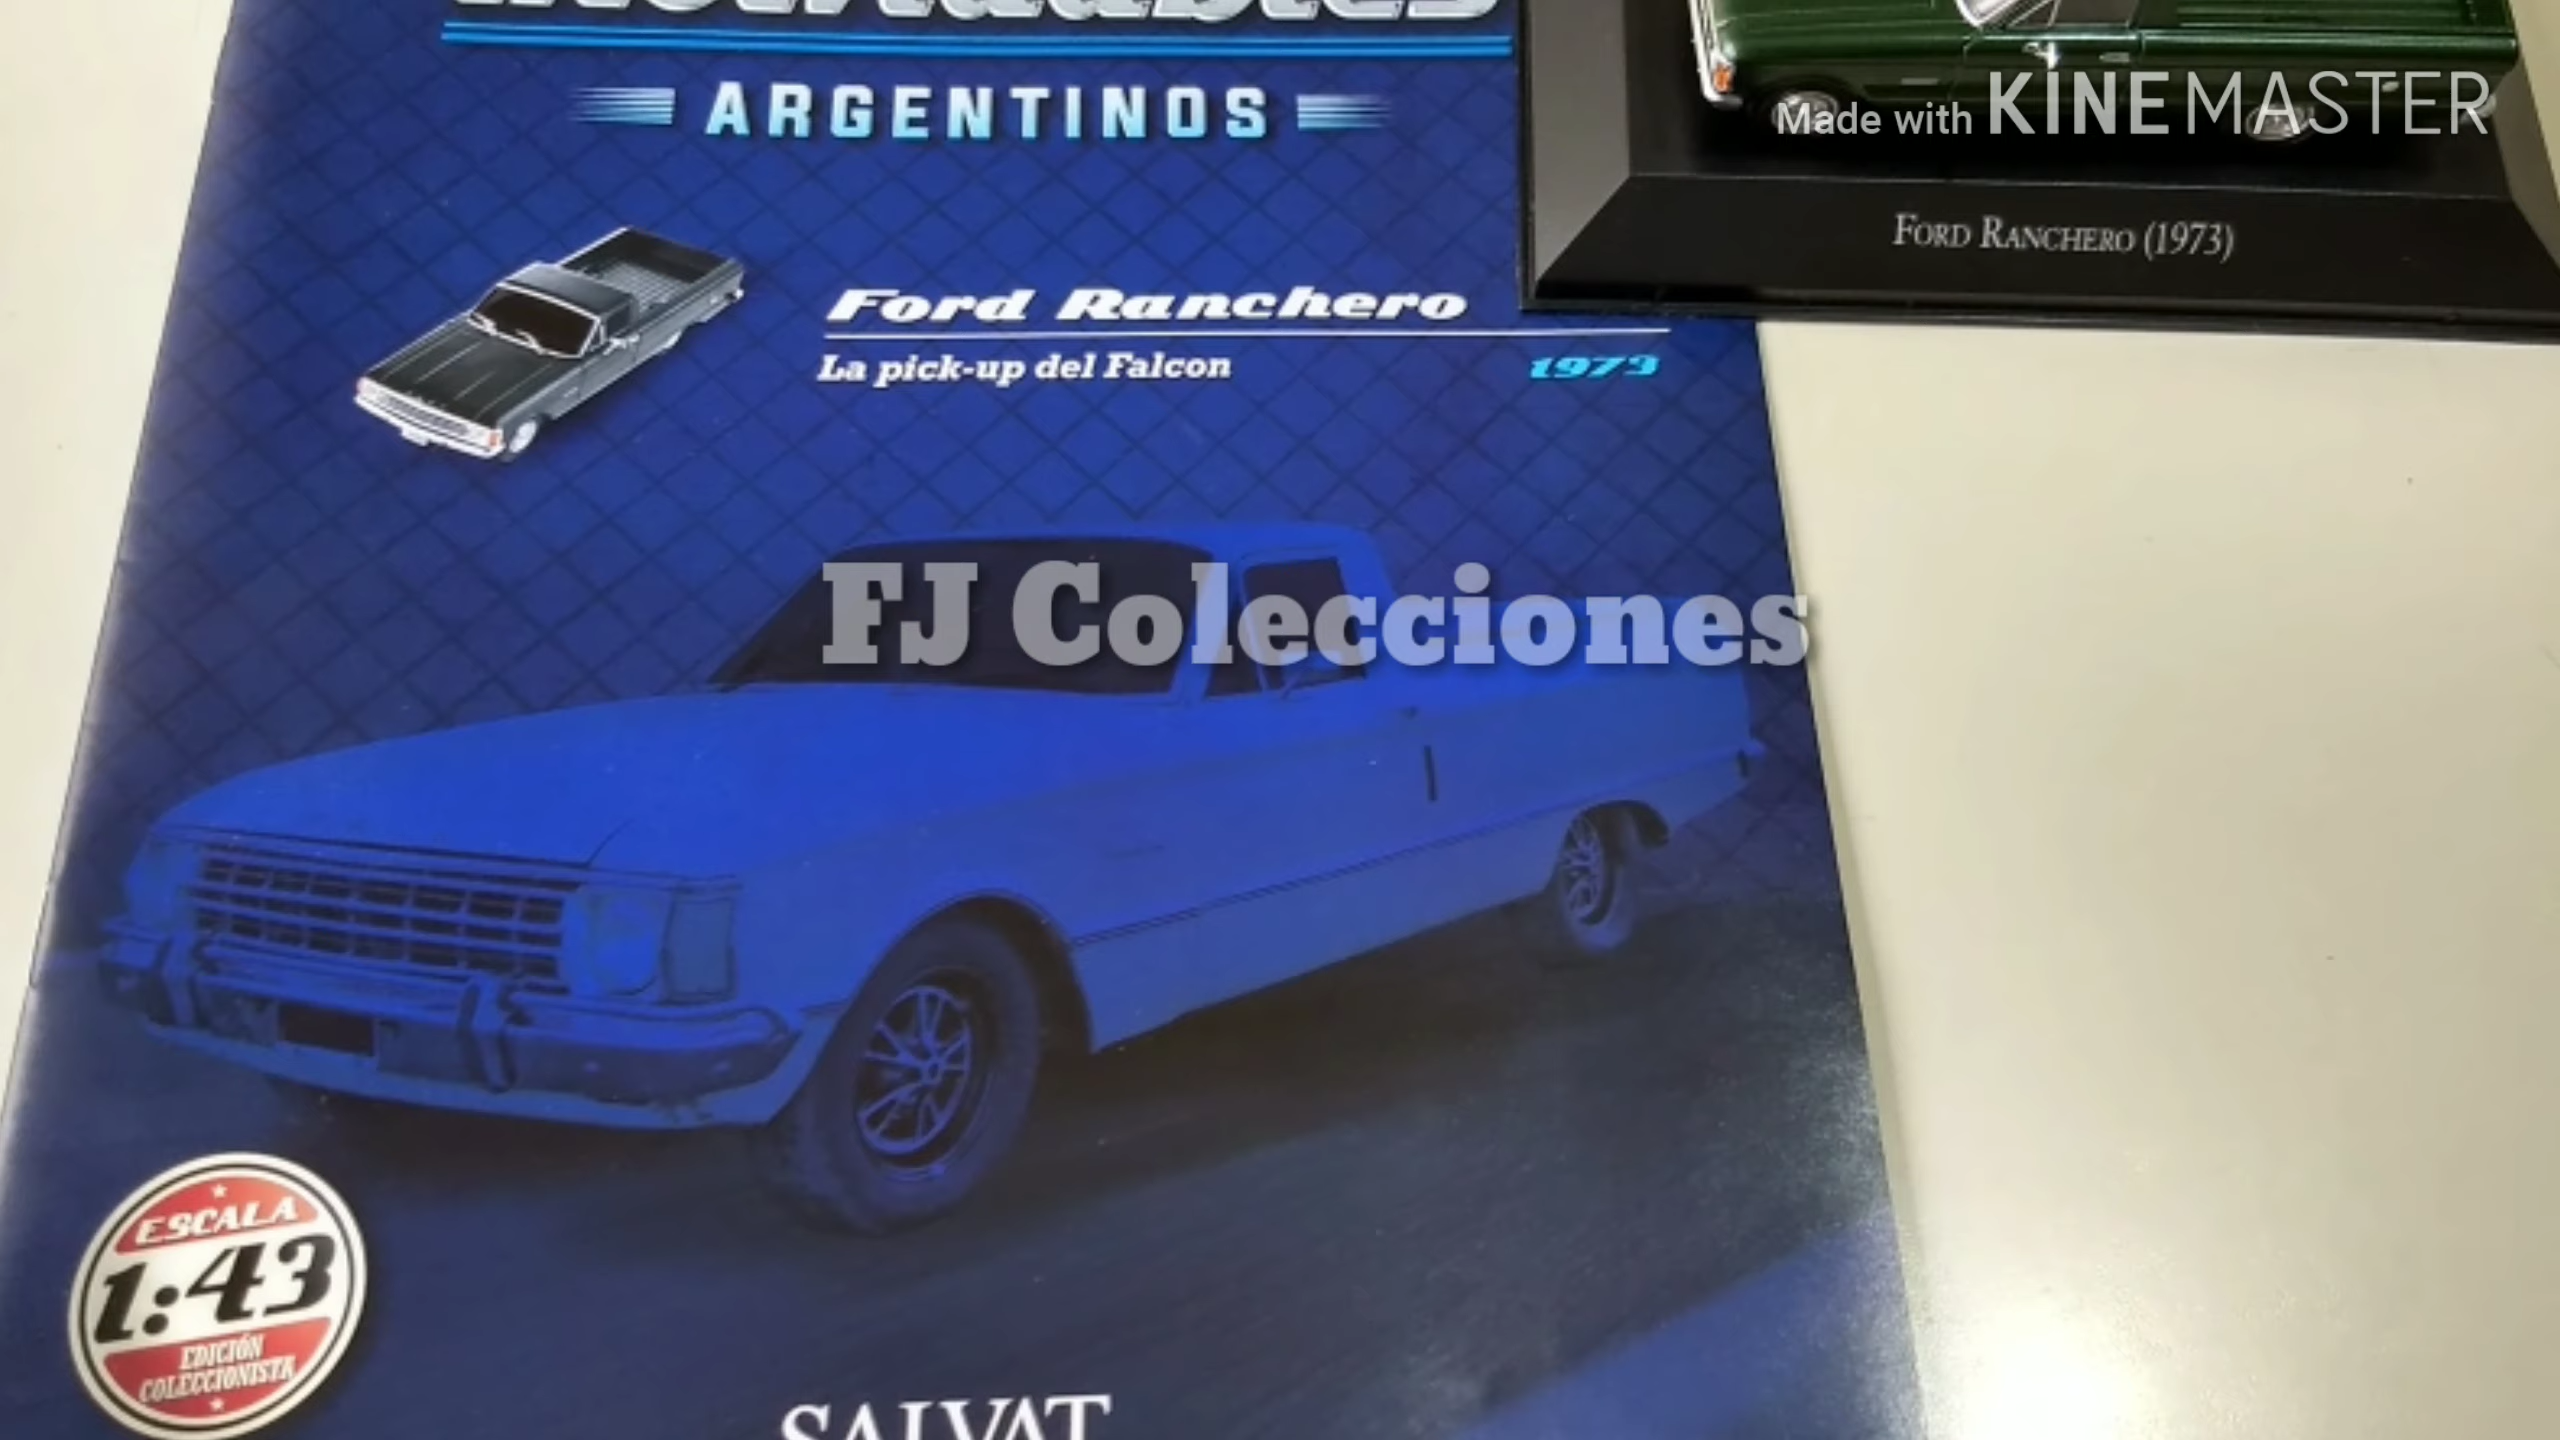 ARGENTINOS
Made with KINEMASTER
FORD RANCHERO (1973)
Ford Ranchero
La pick-up del Falcon
1973
FJ Colecciones
ESCALA
1:43
EDICIÓN
COLECCIONISTA
SALVAT